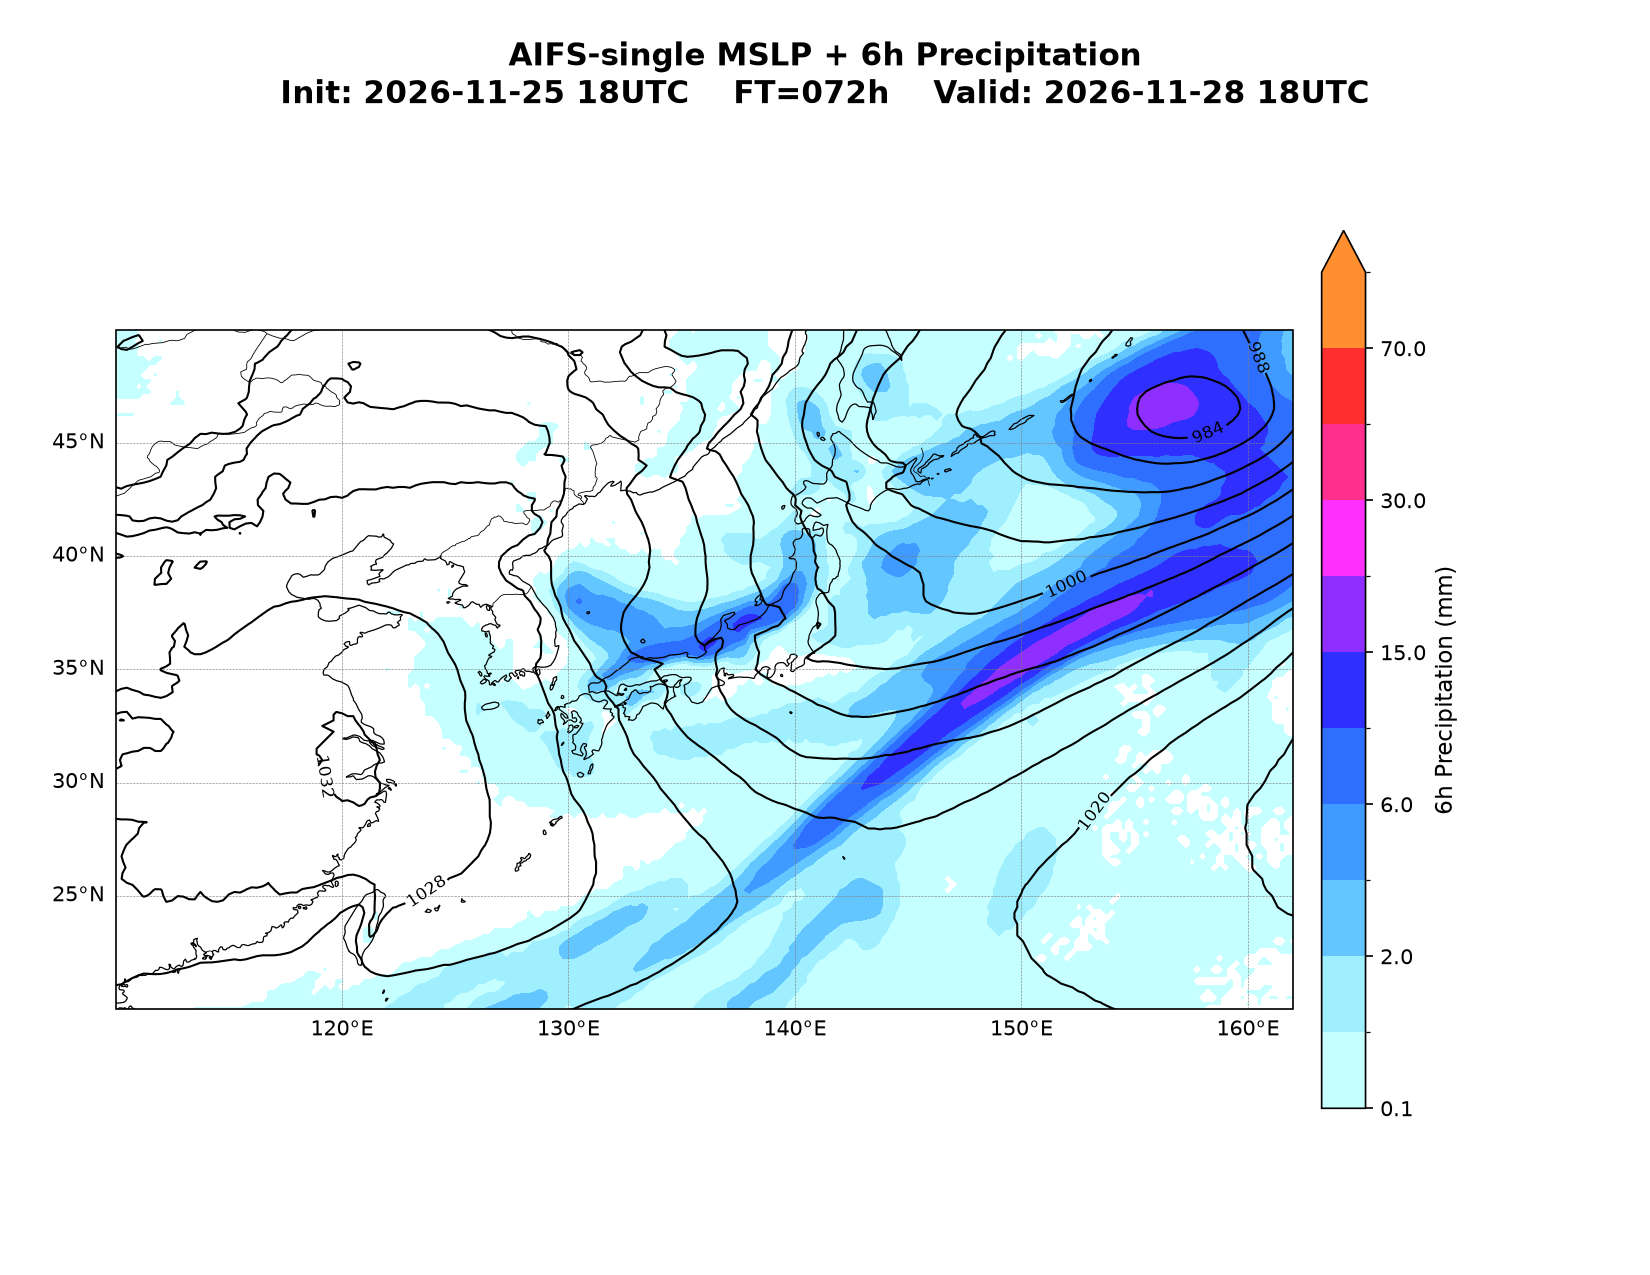 AIFS-single MSLP + 6h Precipitation
Init: 2026-11-25 18UTC    FT=072h    Valid: 2026-11-28 18UTC
988
984
1000
1020
1032
1028
45°N
40°N
35°N
30°N
25°N
120°E
130°E
140°E
150°E
160°E
70.0
30.0
15.0
6.0
2.0
0.1
6h Precipitation (mm)